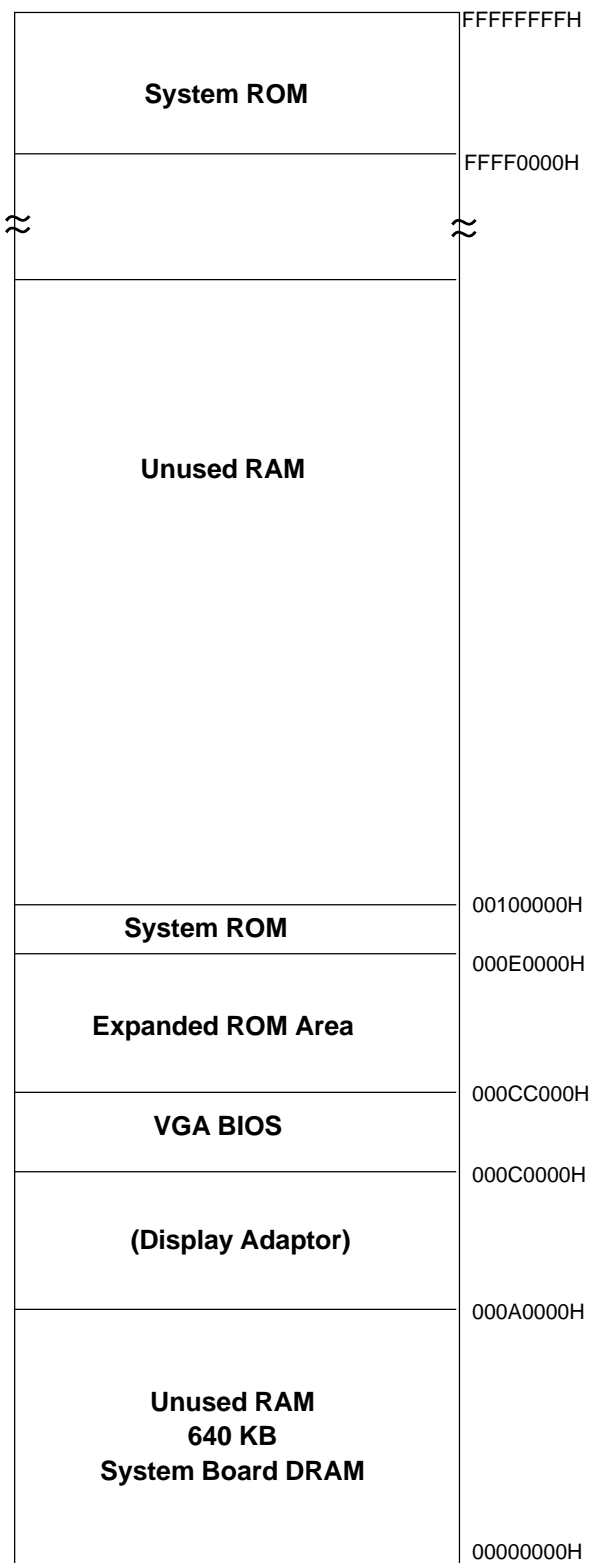 FFFFFFFFH
System ROM
FFFF0000H
Unused RAM
00100000H
System ROM
000E0000H
Expanded ROM Area
000CC000H
VGA BIOS
000C0000H
(Display Adaptor)
000A0000H
Unused RAM
640 KB
System Board DRAM
00000000H